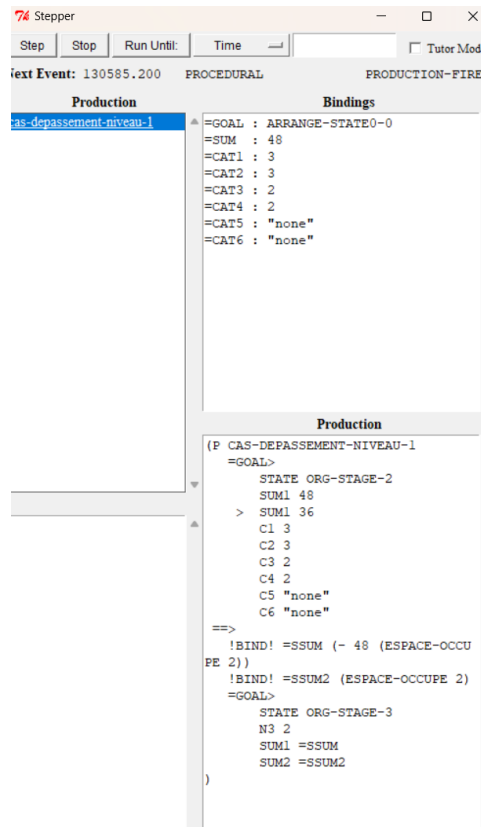 Stepper
Step Stop Run Until: Time Tutor Mod
Next Event: 130585.200 PROCEDURAL PRODUCTION-FIRE
Production
cas-depassement-niveau-1
Bindings
=GOAL : ARRANGE-STATE0-0
=SUM : 48
=CAT1 : 3
=CAT2 : 3
=CAT3 : 2
=CAT4 : 2
=CAT5 : "none"
=CAT6 : "none"
Production
(P CAS-DEPASSEMENT-NIVEAU-1
=GOAL>
STATE ORG-STAGE-2
SUM1 48
> SUM1 36
C1 3
C2 3
C3 2
C4 2
C5 "none"
C6 "none"
==>
!BIND! =SSUM (- 48 (ESPACE-OCCU
PE 2))
!BIND! =SSUM2 (ESPACE-OCCUPE 2)
=GOAL>
STATE ORG-STAGE-3
N3 2
SUM1 =SSUM
SUM2 =SSUM2
)